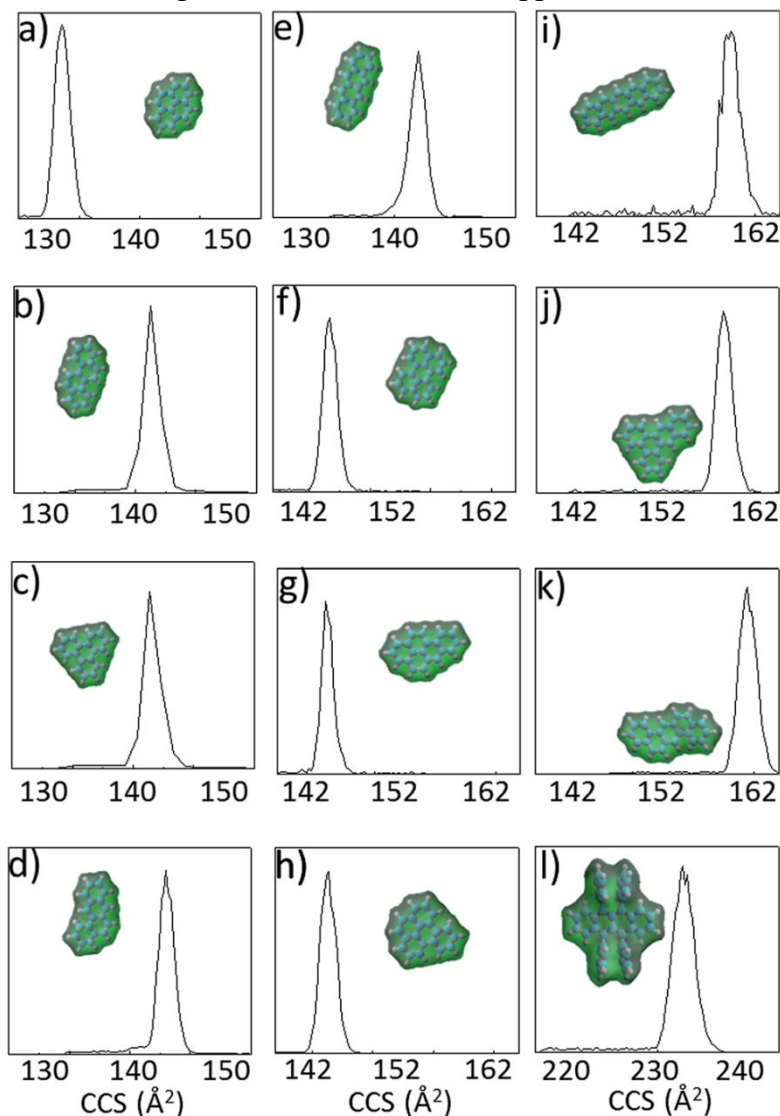 a) e) i)
130 140 150 130 140 150 142 152 162
b) f) j)
130 140 150 142 152 162 142 152 162
c) g) k)
130 140 150 142 152 162 142 152 162
d) h) l)
130 140 150 142 152 162 220 230 240
CCS (Å²) CCS (Å²) CCS (Å²)